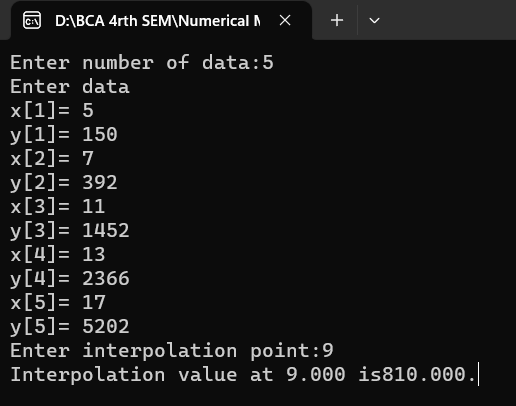 D:\BCA 4rth SEM\Numerical M
Enter number of data:5
Enter data
x[1]= 5
y[1]= 150
x[2]= 7
y[2]= 392
x[3]= 11
y[3]= 1452
x[4]= 13
y[4]= 2366
x[5]= 17
y[5]= 5202
Enter interpolation point:9
Interpolation value at 9.000 is810.000.